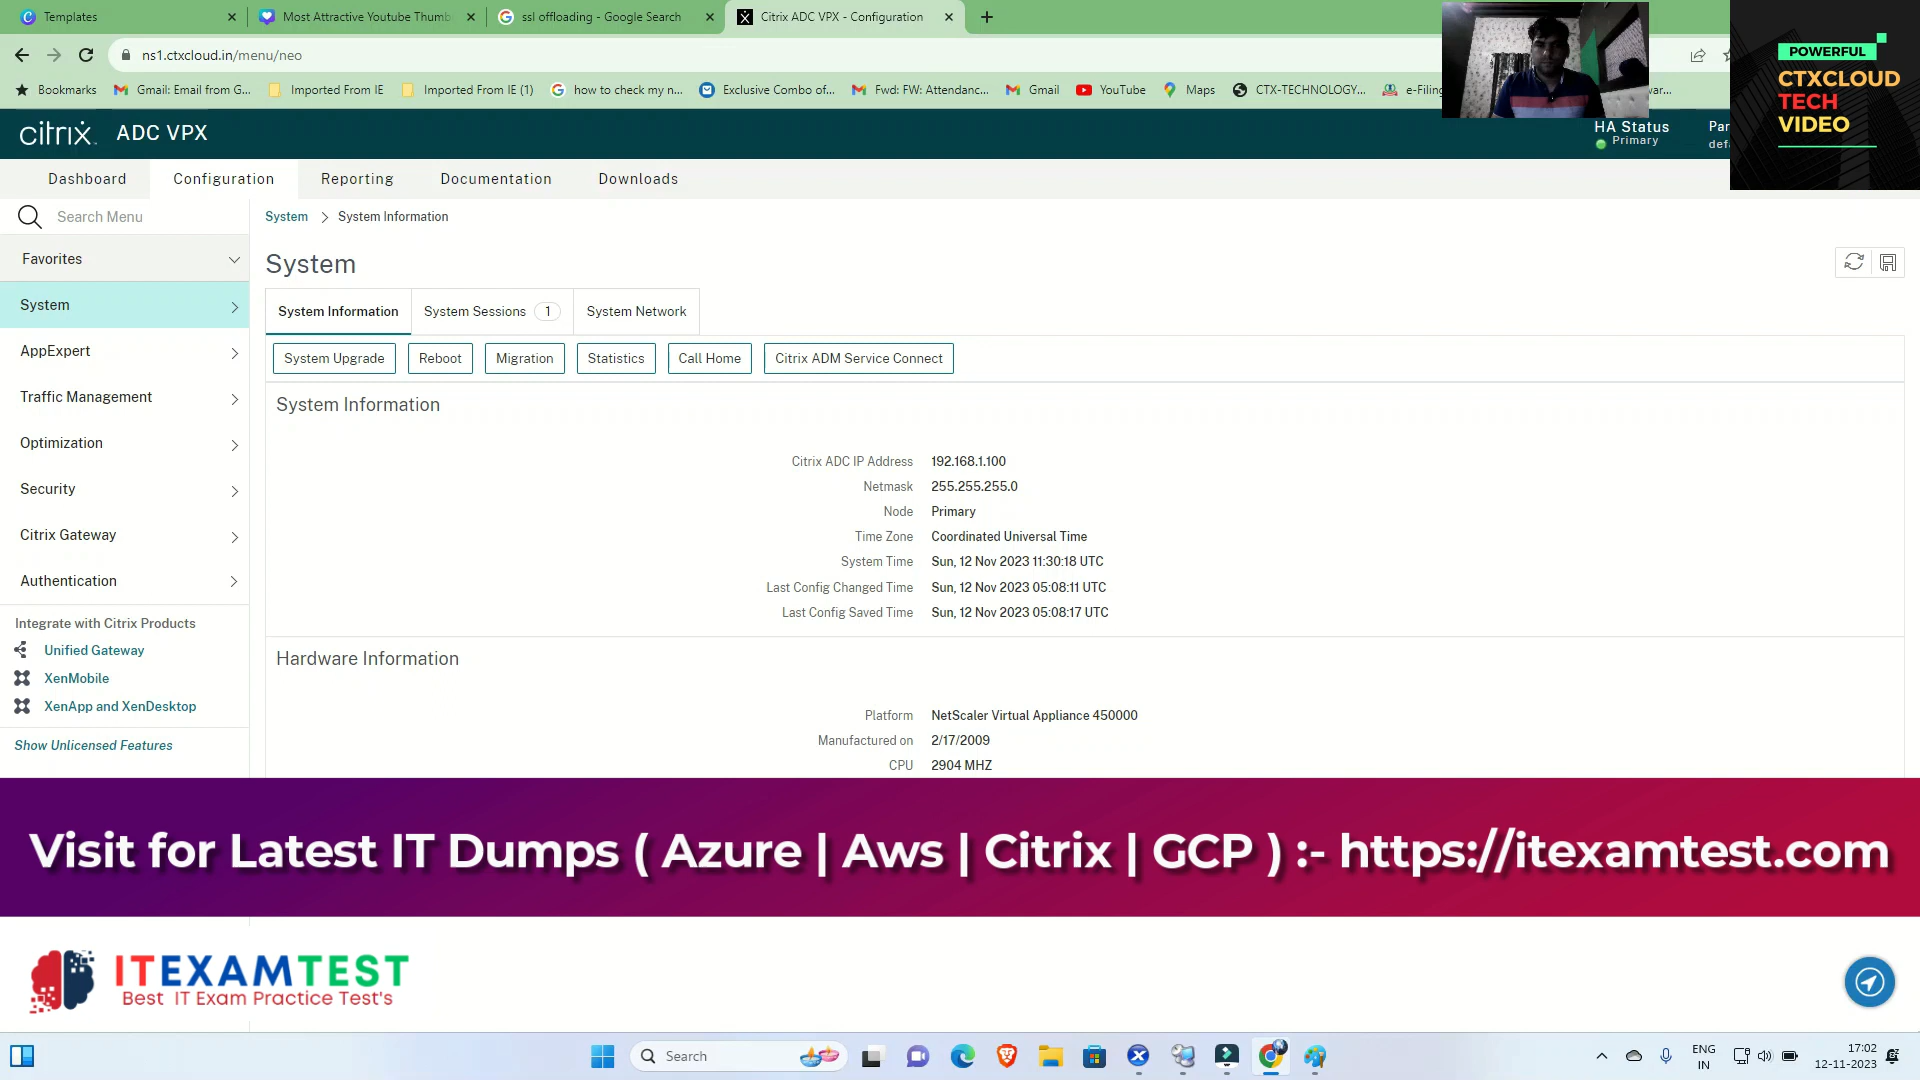 Templates
Most Attractive Youtube Thumb
ssl offloading - Google Search
Citrix ADC VPX - Configuration
ns1.ctxcloud.in/menu/neo
Bookmarks
Gmail: Email from G...
Imported From IE
Imported From IE (1)
how to check my n...
Exclusive Combo of...
Fwd: FW: Attendanc...
Gmail
YouTube
Maps
CTX-TECHNOLOGY...
e-Filing
POWERFUL
CTXCLOUD
TECH
VIDEO
citrix. ADC VPX
HA Status
Primary
Par
defa
Dashboard
Configuration
Reporting
Documentation
Downloads
Search Menu
Favorites
System
AppExpert
Traffic Management
Optimization
Security
Citrix Gateway
Authentication
Integrate with Citrix Products
Unified Gateway
XenMobile
XenApp and XenDesktop
Show Unlicensed Features
System > System Information
System
System Information
System Sessions 1
System Network
System Upgrade
Reboot
Migration
Statistics
Call Home
Citrix ADM Service Connect
System Information
Citrix ADC IP Address 192.168.1.100
Netmask 255.255.255.0
Node Primary
Time Zone Coordinated Universal Time
System Time Sun, 12 Nov 2023 11:30:18 UTC
Last Config Changed Time Sun, 12 Nov 2023 05:08:11 UTC
Last Config Saved Time Sun, 12 Nov 2023 05:08:17 UTC
Hardware Information
Platform NetScaler Virtual Appliance 450000
Manufactured on 2/17/2009
CPU 2904 MHZ
Visit for Latest IT Dumps ( Azure | Aws | Citrix | GCP ) :- https://itexamtest.com
ITEXAMTEST
Best IT Exam Practice Test's
Search
ENG
IN
17:02
12-11-2023